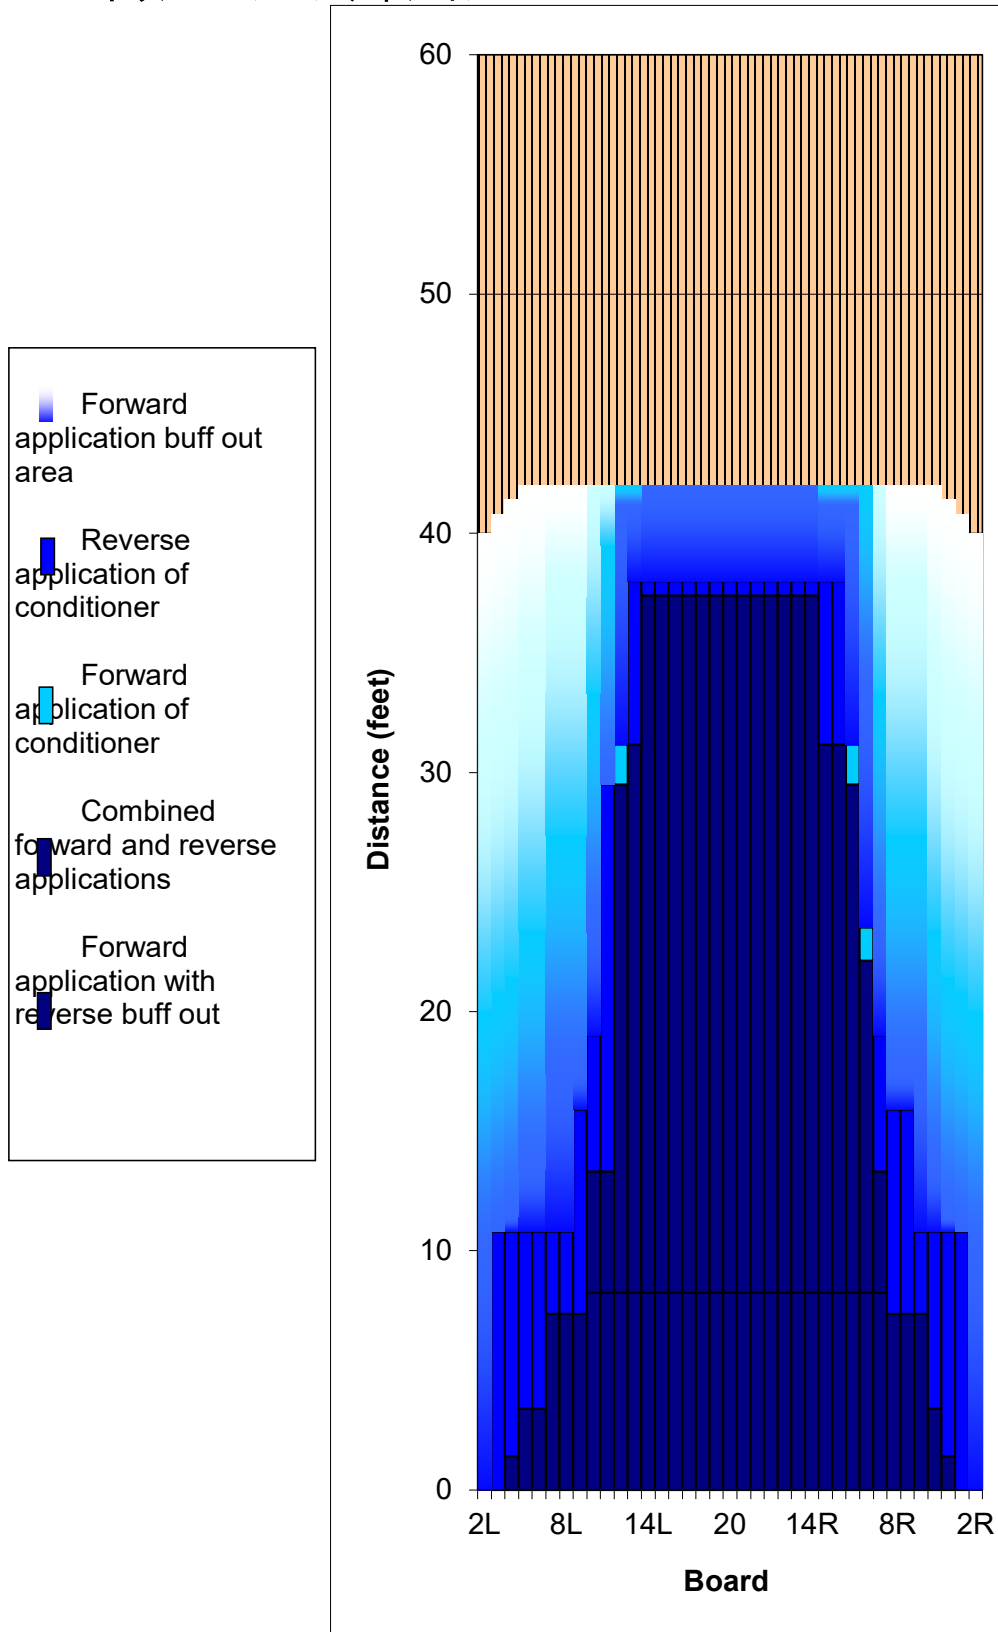 Forward
application buff out
area
Reverse
application of
conditioner
Forward
application of
conditioner
Combined
forward and reverse
applications
Forward
application with
reverse buff out
60
50
40
30
20
10
0
Distance (feet)
2L 8L 14L 20 14R 8R 2R
Board